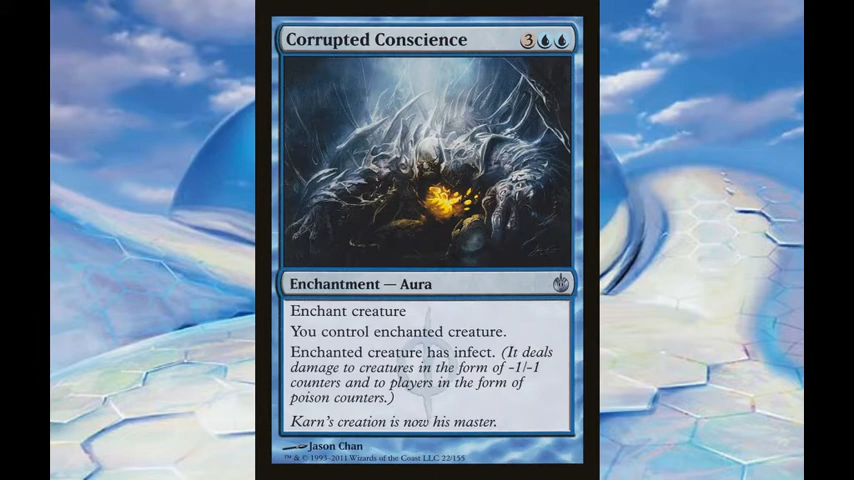 Corrupted Conscience 3
Enchantment — Aura
Enchant creature
You control enchanted creature.
Enchanted creature has infect. (It deals
damage to creatures in the form of -1/-1
counters and to players in the form of
poison counters.)
Karn's creation is now his master.
Jason Chan
™ & © 1993–2011 Wizards of the Coast LLC 22/155